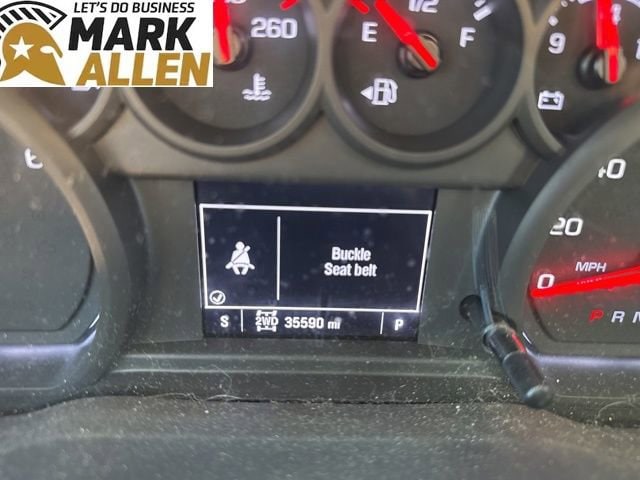 LET'S DO BUSINESS
MARK
ALLEN
260
E
1/2
F
9
40
20
0
MPH
Buckle
Seat belt
S
2WD
35590 mi
P
P R